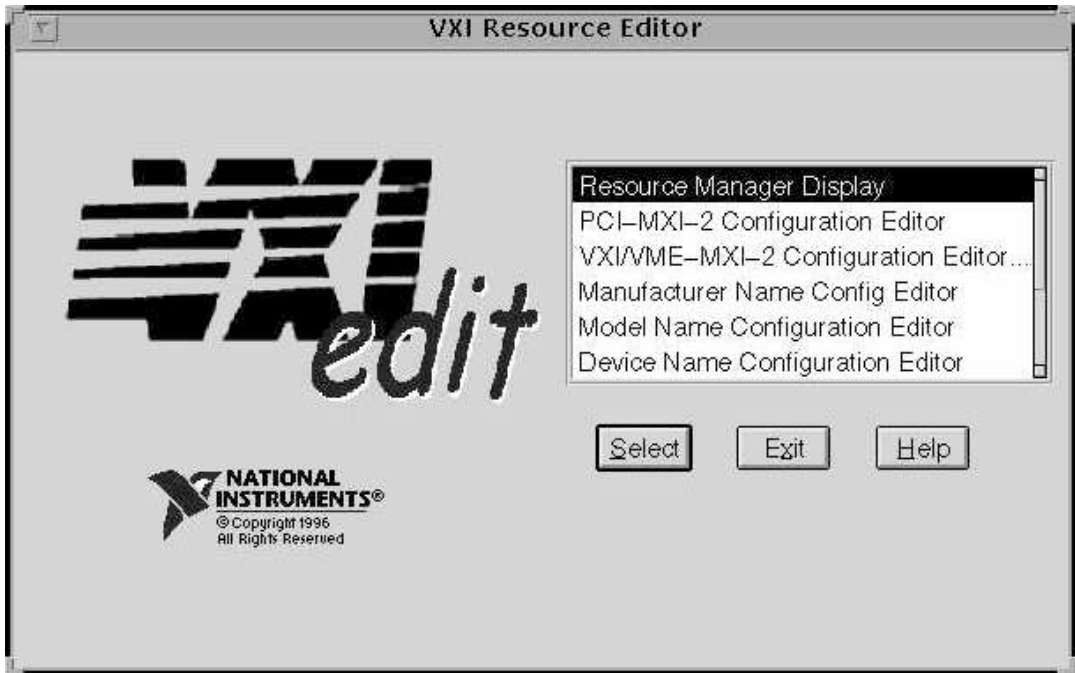 VXI Resource Editor
VXI
edit
Resource Manager Display
PCI–MXI–2 Configuration Editor
VXI/VME–MXI–2 Configuration Editor...
Manufacturer Name Config Editor
Model Name Configuration Editor
Device Name Configuration Editor
Select
Exit
Help
NATIONAL
INSTRUMENTS®
© Copyright 1996
All Rights Reserved